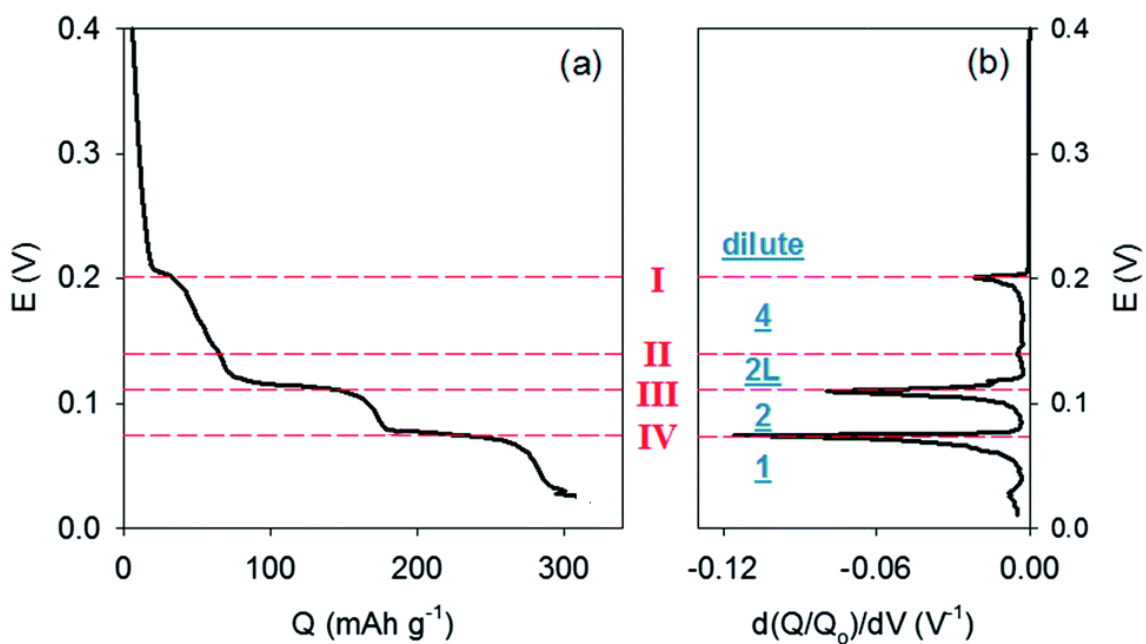 (a)
0.4
0.3
0.2
0.1
0.0
E (V)
0
100
200
300
Q (mAh g⁻¹)
I
II
III
IV
(b)
dilute
4
2L
2
1
0.4
0.3
0.2
0.1
0.0
E (V)
-0.12
-0.06
0.00
d(Q/Qₒ)/dV (V⁻¹)